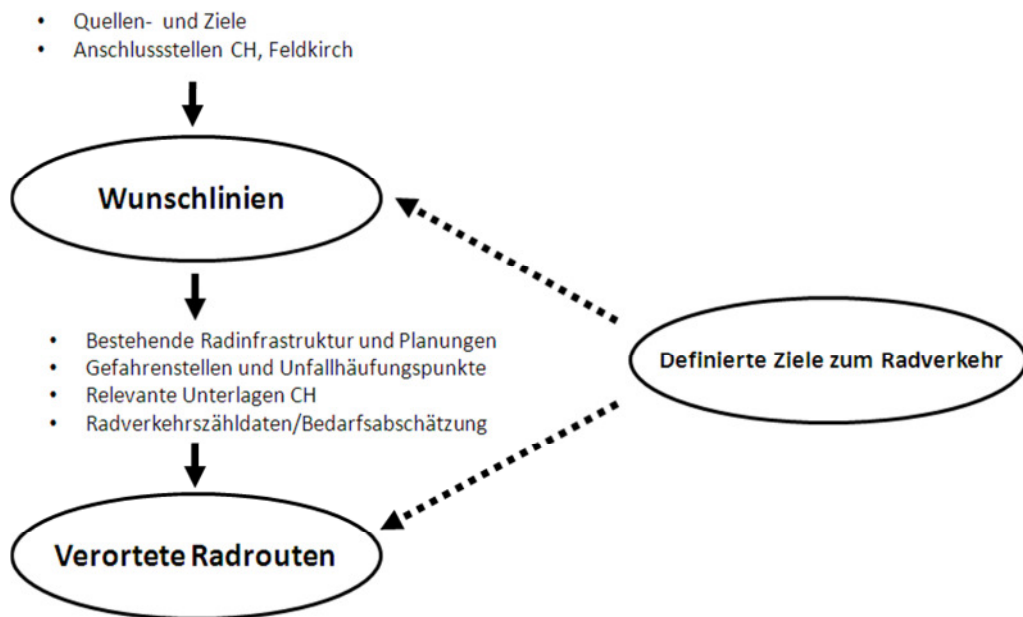 • Quellen- und Ziele
• Anschlussstellen CH, Feldkirch
Wunschlinien
• Bestehende Radinfrastruktur und Planungen
• Gefahrenstellen und Unfallhäufungspunkte
• Relevante Unterlagen CH
• Radverkehrszähldaten/Bedarfsabschätzung
Definierte Ziele zum Radverkehr
Verortete Radrouten